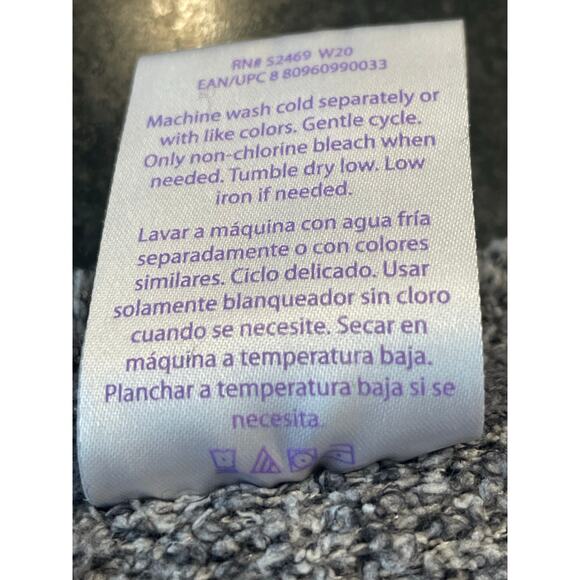 RN# 52469 W20
EAN/UPC 8 80960990033
Machine wash cold separately or
with like colors. Gentle cycle.
Only non-chlorine bleach when
needed. Tumble dry low. Low
iron if needed.
Lavar a máquina con agua fría
separadamente o con colores
similares. Ciclo delicado. Usar
solamente blanqueador sin cloro
cuando se necesite. Secar en
máquina a temperatura baja.
Planchar a temperatura baja si se
necesita.